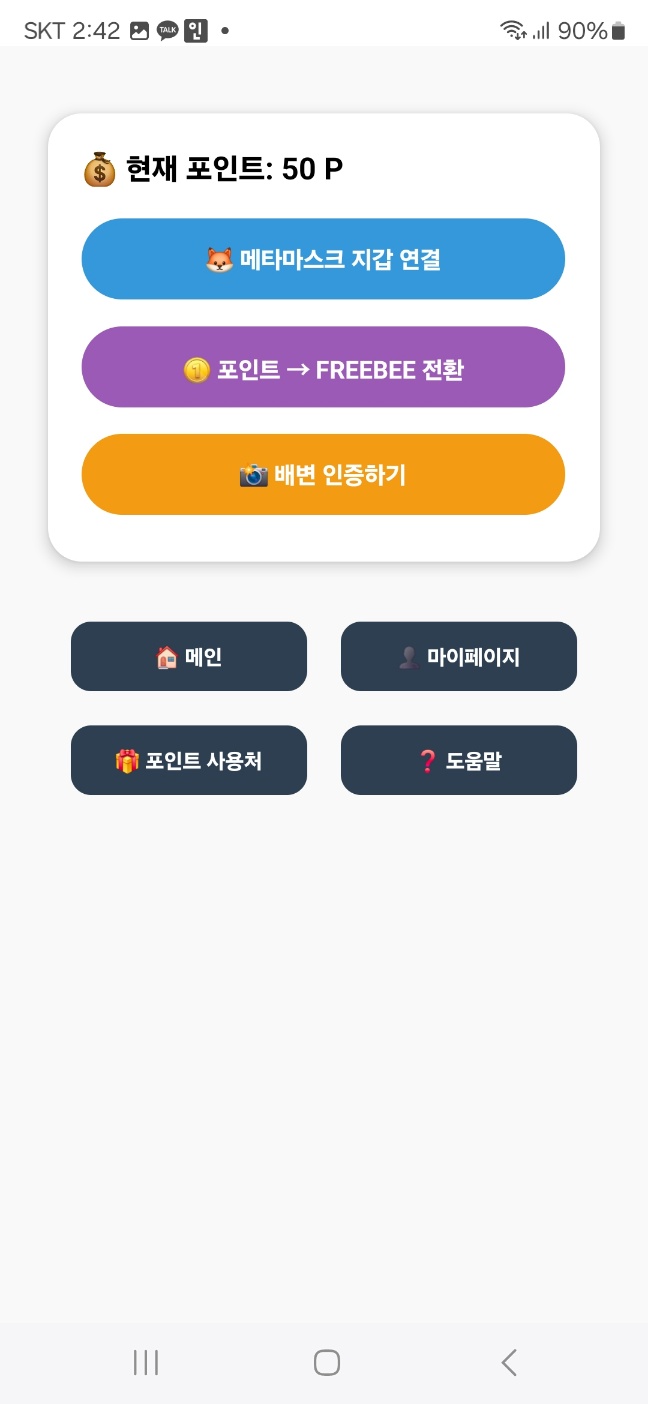 SKT 2:42 TALK 인 90%
💰 현재 포인트: 50 P
🦊 메타마스크 지갑 연결
🪙 포인트 → FREEBEE 전환
📸 배변 인증하기
🏠 메인
👤 마이페이지
🎁 포인트 사용처
❓ 도움말